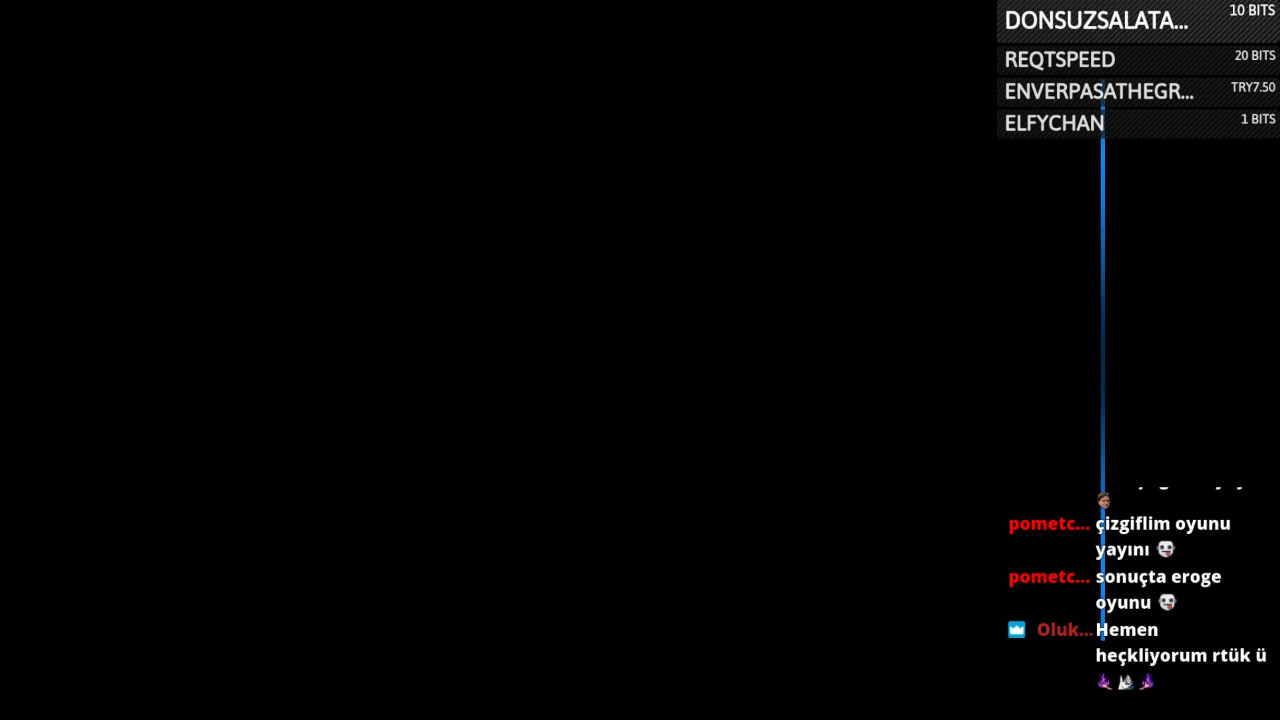 DONSUZSALATA... 10 BITS
REQTSPEED 20 BITS
ENVERPASATHEGR... TRY7.50
ELFYCHAN 1 BITS
pometc... çizgiflim oyunu
yayını
pometc... sonuçta eroge
oyunu
Oluk... Hemen
heçkliyorum rtük ü